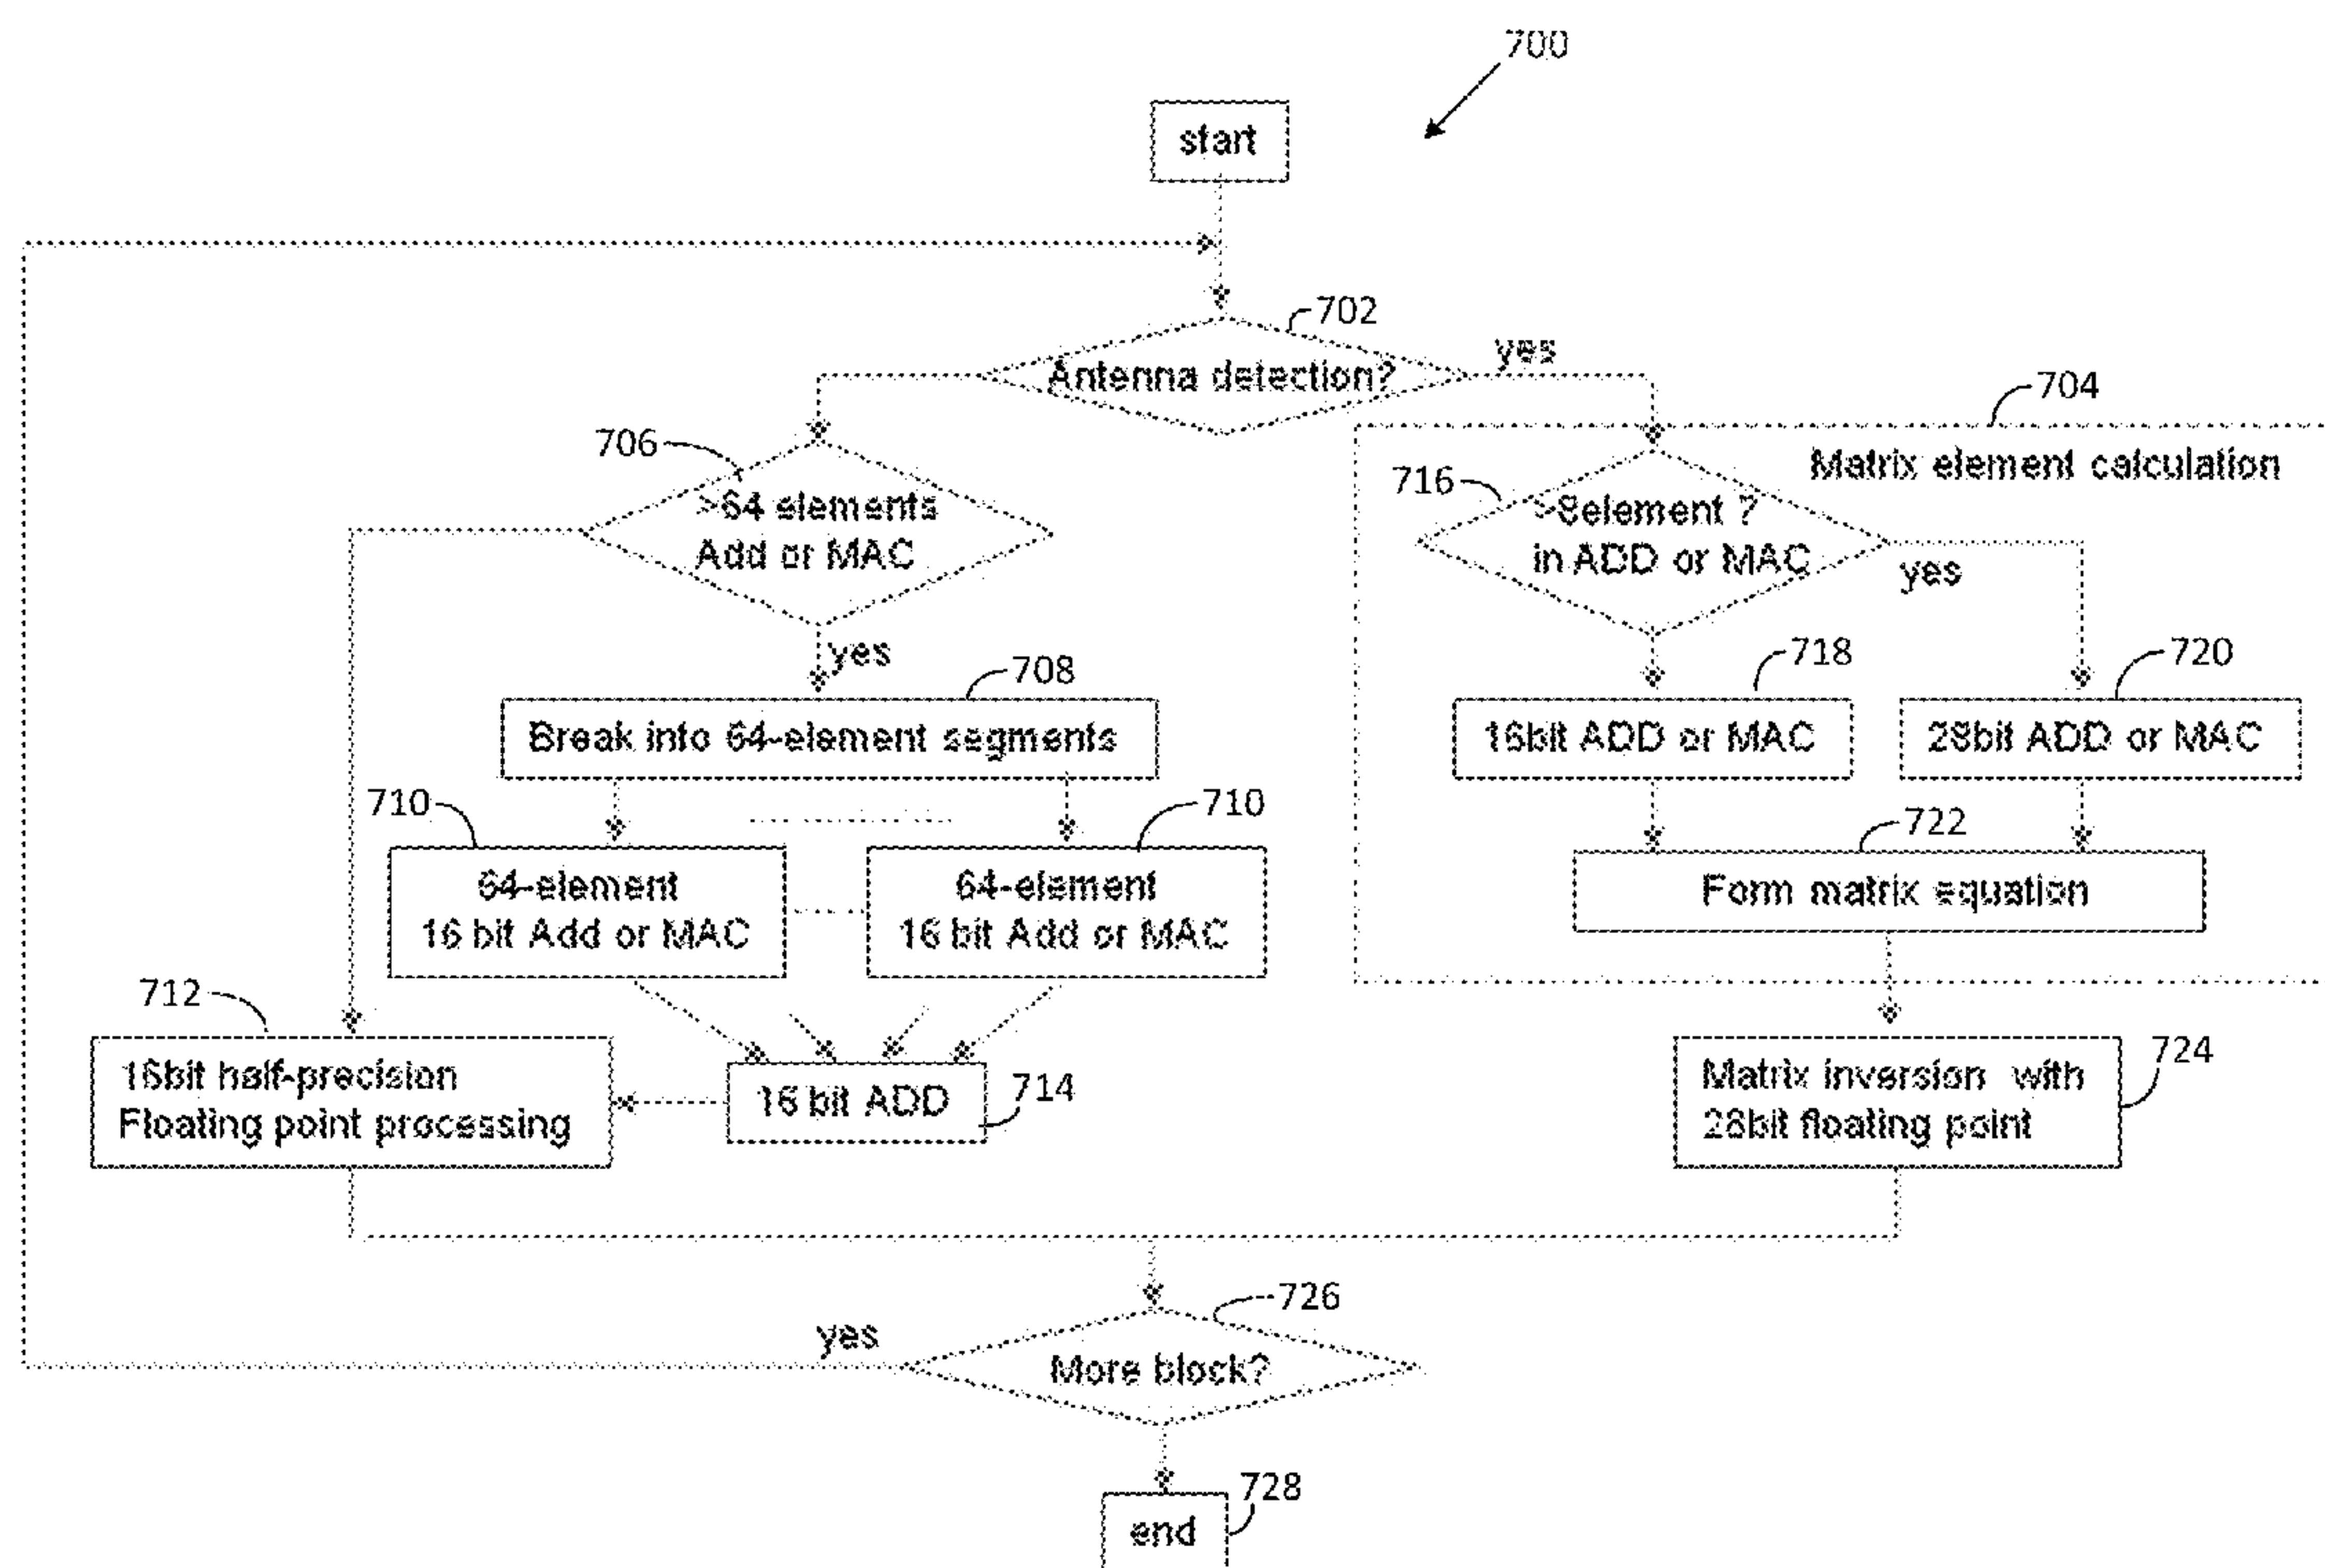 700
start
702
Antenna detection?
yes
704
Matrix element calculation
706
>64 elements
Add or MAC
716
>8element ?
in ADD or MAC
yes
yes
708
Break into 64-element segments
718
16bit ADD or MAC
720
28bit ADD or MAC
710
64-element
16 bit Add or MAC
710
64-element
16 bit Add or MAC
722
Form matrix equation
712
16bit half-precision
Floating point processing
16 bit ADD
714
Matrix inversion with
28bit floating point
724
726
More block?
yes
728
end